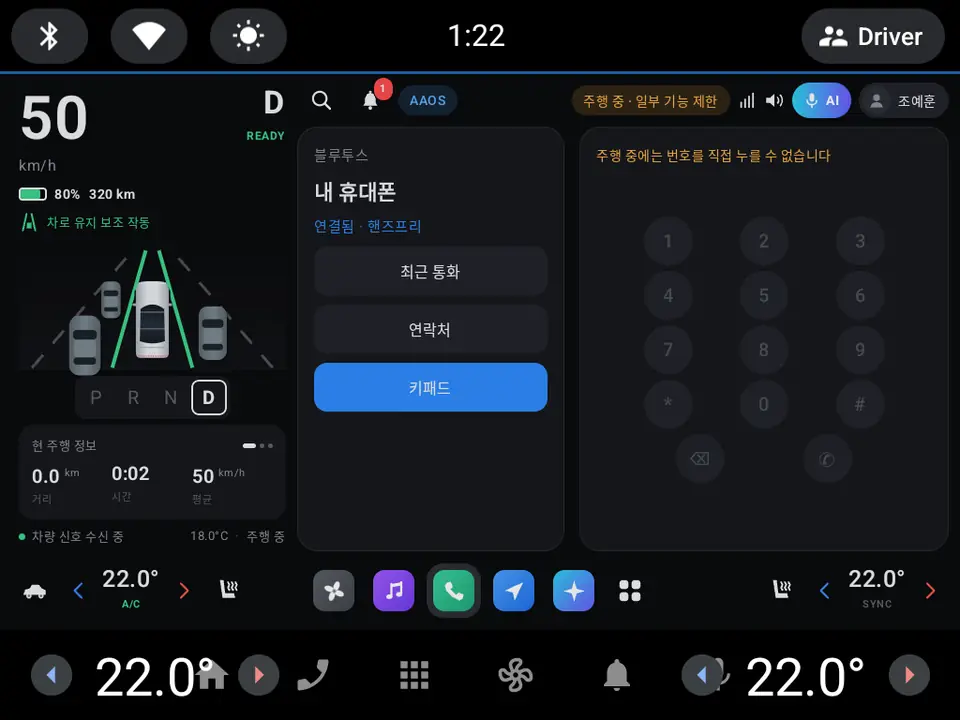 1:22
Driver
50
km/h
D
READY
80% 320 km
차로 유지 보조 작동
P R N D
현 주행 정보
0.0 km 0:02 50 km/h
거리 시간 평균
차량 신호 수신 중 18.0°C · 주행 중
1
AAOS
주행 중 · 일부 기능 제한
AI
조예훈
블루투스
내 휴대폰
연결됨 · 핸즈프리
최근 통화
연락처
키패드
주행 중에는 번호를 직접 누를 수 없습니다
1 2 3
4 5 6
7 8 9
* 0 #
22.0°
A/C
22.0°
SYNC
22.0°
22.0°